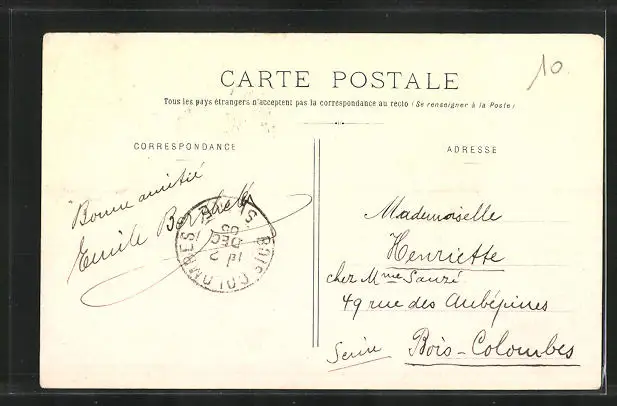 10
CARTE POSTALE
Tous les pays étrangers n'acceptent pas la correspondance au recto (Se renseigner à la Poste)
CORRESPONDANCE
ADRESSE
Bonne amitié
Emile
BOIS-COLOMBES
DEC
Mademoiselle
Henriette
chez Mme Sauzé
49 rue des Aubépines
Seine Bois-Colombes